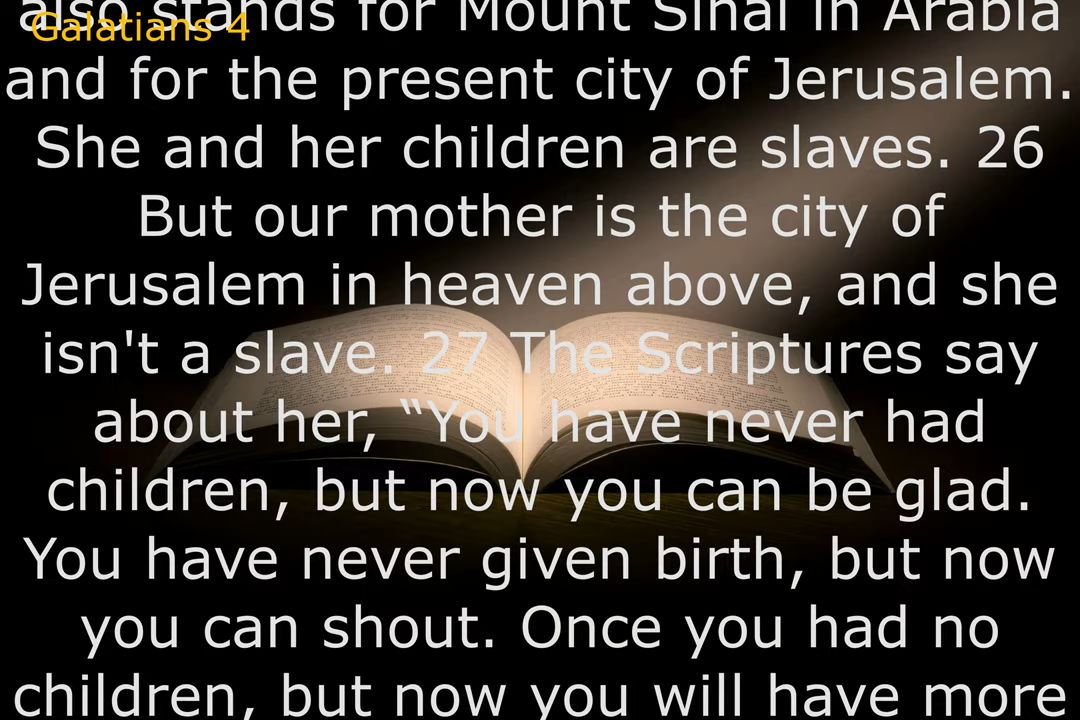 Galatians 4
also stands for Mount Sinai in Arabia
and for the present city of Jerusalem.
She and her children are slaves. 26
But our mother is the city of
Jerusalem in heaven above, and she
isn't a slave. 27 The Scriptures say
about her, “You have never had
children, but now you can be glad.
You have never given birth, but now
you can shout. Once you had no
children, but now you will have more